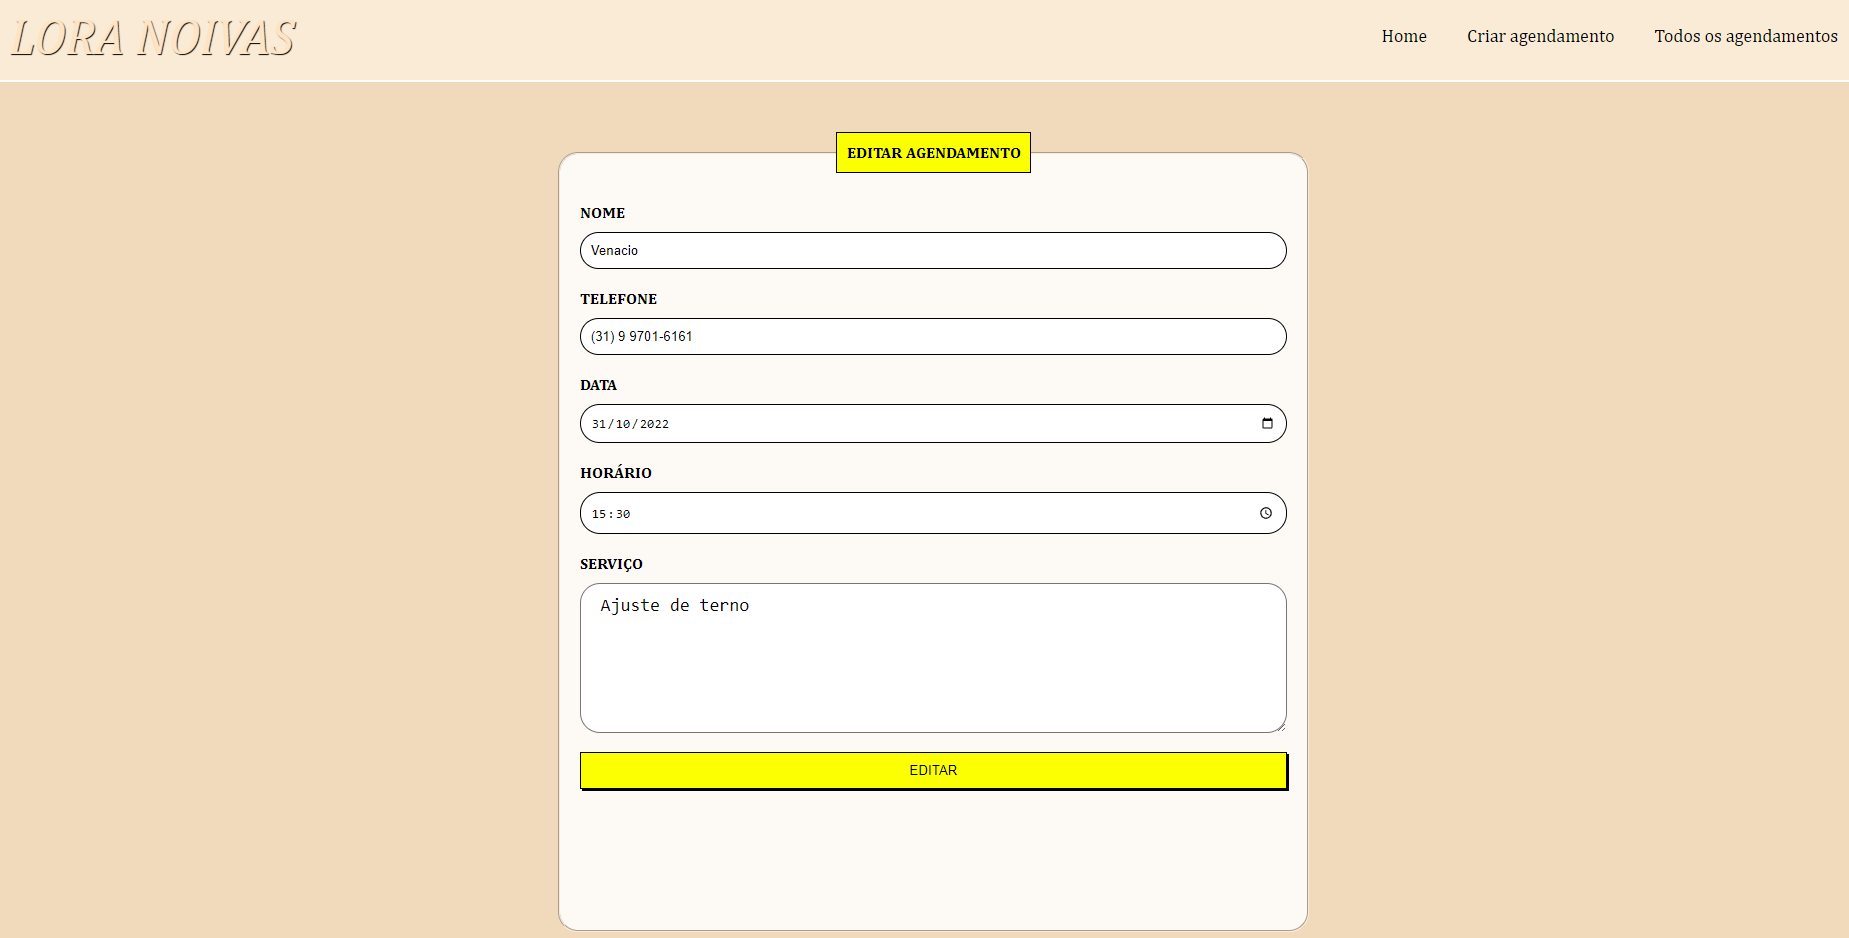 LORA NOIVAS
Home Criar agendamento Todos os agendamentos
EDITAR AGENDAMENTO
NOME
Venacio
TELEFONE
(31) 9 9701-6161
DATA
31/10/2022
HORÁRIO
15:30
SERVIÇO
Ajuste de terno
EDITAR